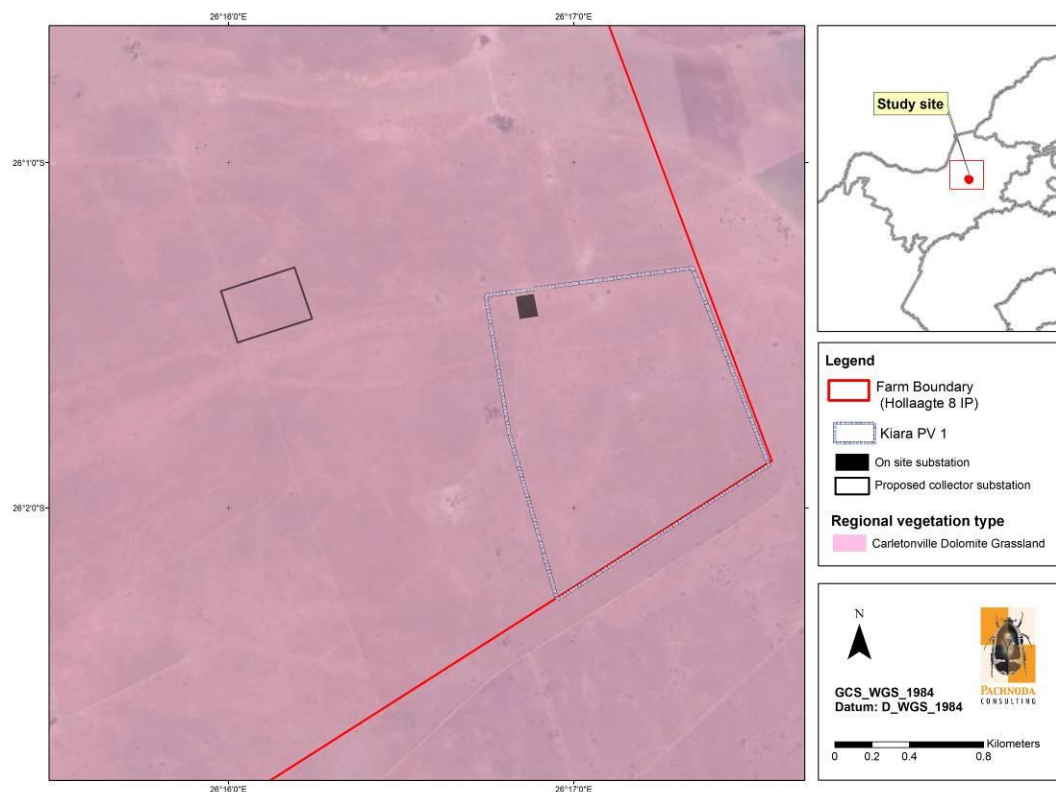 26°16'0"E
26°17'0"E
26°1'0"S
26°2'0"S
26°16'0"E
26°17'0"E
Study site
Legend
Farm Boundary
(Hollaagte 8 IP)
Kiara PV 1
On site substation
Proposed collector substation
Regional vegetation type
Carletonville Dolomite Grassland
N
GCS_WGS_1984
Datum: D_WGS_1984
PACHNODA
CONSULTING
Kilometers
0 0.2 0.4 0.8